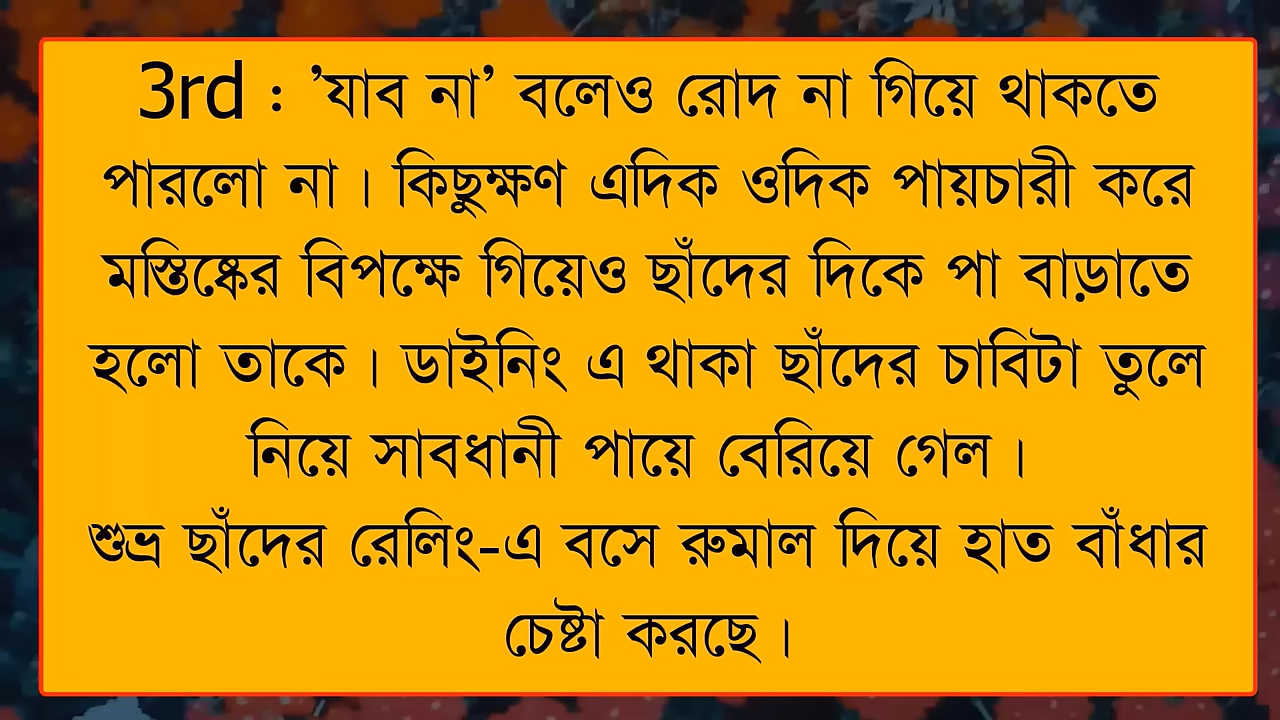 3rd : ’যাব না’ বলেও রোদ না গিয়ে থাকতে
পারলো না। কিছুক্ষণ এদিক ওদিক পায়চারী করে
মস্তিষ্কের বিপক্ষে গিয়েও ছাঁদের দিকে পা বাড়াতে
হলো তাকে। ডাইনিং এ থাকা ছাঁদের চাবিটা তুলে
নিয়ে সাবধানী পায়ে বেরিয়ে গেল।
শুভ্র ছাঁদের রেলিং-এ বসে রুমাল দিয়ে হাত বাঁধার
চেষ্টা করছে।